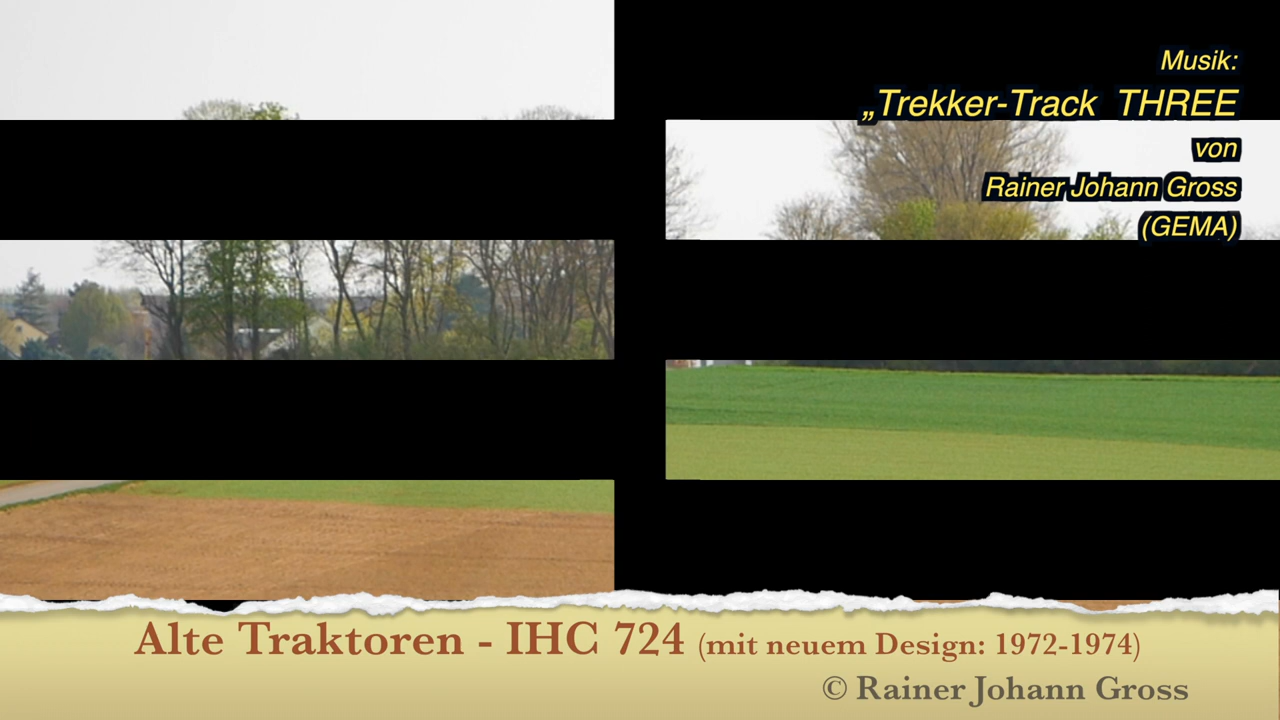 Musik:
„Trekker-Track THREE
von
Rainer Johann Gross
(GEMA)
Alte Traktoren - IHC 724 (mit neuem Design: 1972-1974)
© Rainer Johann Gross